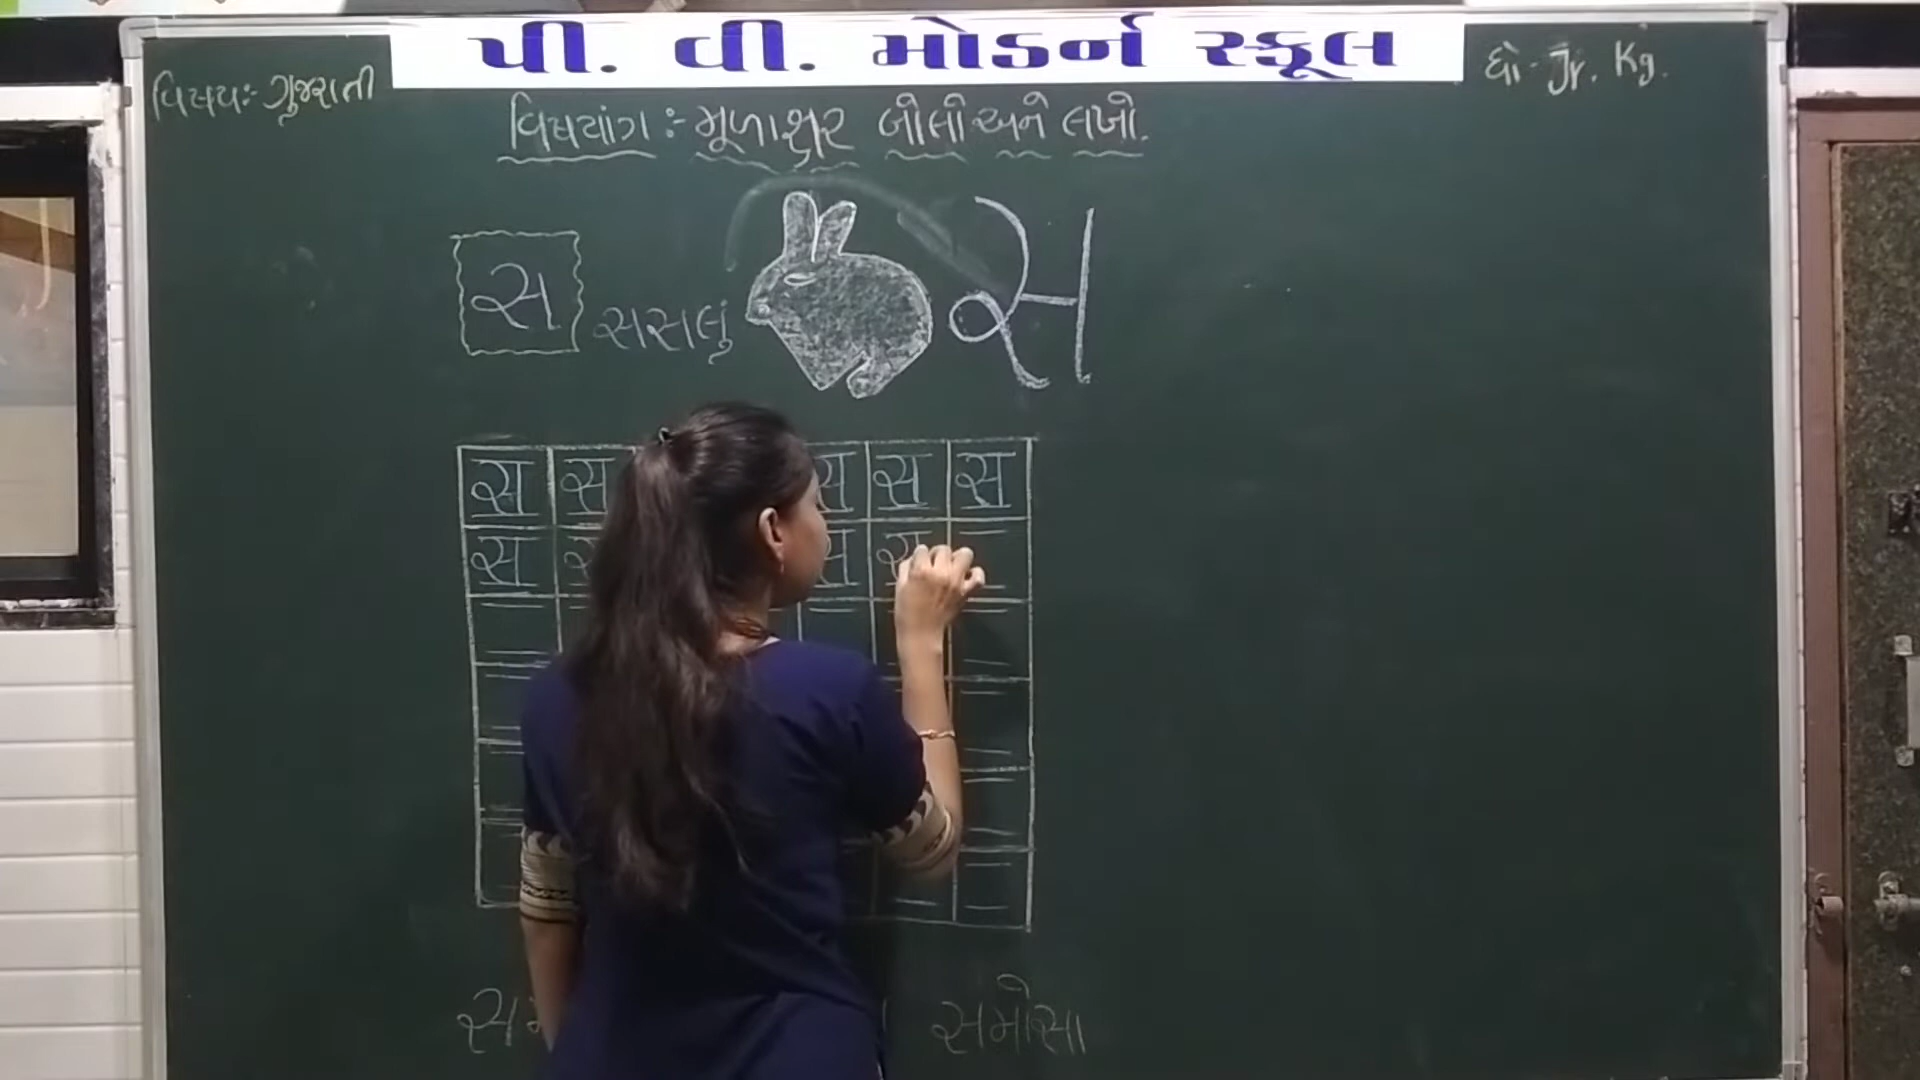 પી. વી. મોડર્ન સ્કૂલ
વિષયઃ- ગુજરાતી
ધો- Jr. Kg.
વિષયાંગ :- મૂળાક્ષર બોલો અને લખો.
સ સસલું સ
સ સ સ સ સ
સ સ સ
સમોસા